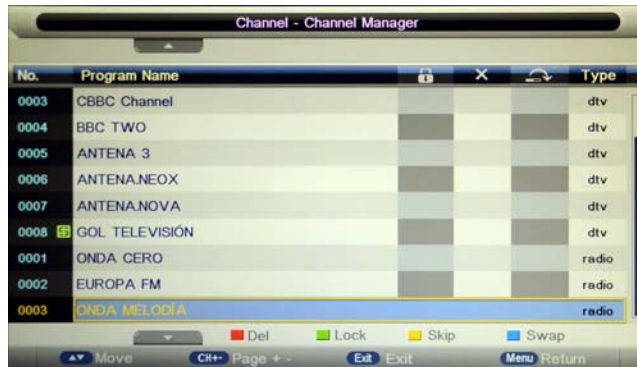 Channel - Channel Manager
No. Program Name Type
0003 CBBC Channel dtv
0004 BBC TWO dtv
0005 ANTENA 3 dtv
0006 ANTENA.NEOX dtv
0007 ANTENA.NOVA dtv
0008 $ GOL TELEVISIÓN dtv
0001 ONDA CERO radio
0002 EUROPA FM radio
0003 ONDA MELODÍA radio
Del Lock Skip Swap
▲▼ Move CH+- Page + - Exit Exit Menu Return